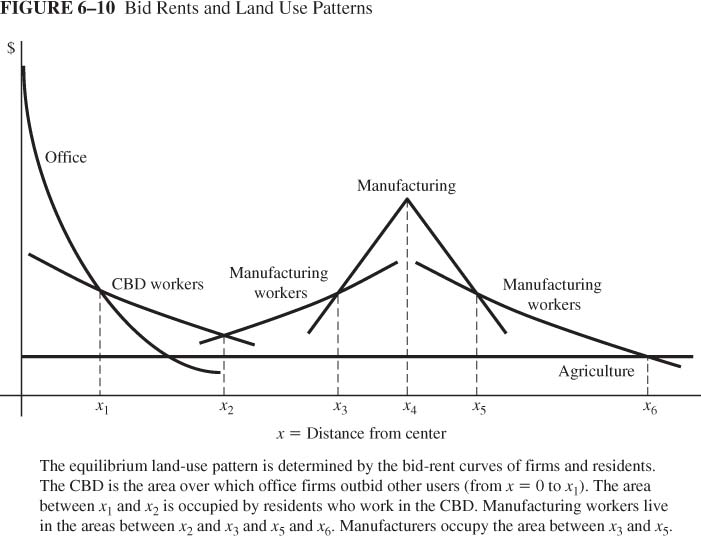 FIGURE 6–10 Bid Rents and Land Use Patterns
$
Office
Manufacturing
CBD workers
Manufacturing
workers
Manufacturing
workers
Agriculture
x1
x2
x3
x4
x5
x6
x = Distance from center
The equilibrium land-use pattern is determined by the bid-rent curves of firms and residents.
The CBD is the area over which office firms outbid other users (from x = 0 to x1). The area
between x1 and x2 is occupied by residents who work in the CBD. Manufacturing workers live
in the areas between x2 and x3 and x5 and x6. Manufacturers occupy the area between x3 and x5.